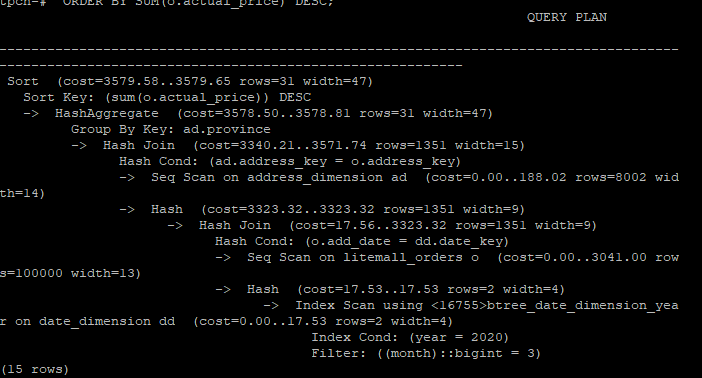 tpch-#  ORDER BY SUM(o.actual_price) DESC;
QUERY PLAN
-------------------------------------------------------------------------------------
----------------------------------------------------------
Sort  (cost=3579.58..3579.65 rows=31 width=47)
Sort Key: (sum(o.actual_price)) DESC
->  HashAggregate  (cost=3578.50..3578.81 rows=31 width=47)
Group By Key: ad.province
->  Hash Join  (cost=3340.21..3571.74 rows=1351 width=15)
Hash Cond: (ad.address_key = o.address_key)
->  Seq Scan on address_dimension ad  (cost=0.00..188.02 rows=8002 wid
th=14)
->  Hash  (cost=3323.32..3323.32 rows=1351 width=9)
->  Hash Join  (cost=17.56..3323.32 rows=1351 width=9)
Hash Cond: (o.add_date = dd.date_key)
->  Seq Scan on litemall_orders o  (cost=0.00..3041.00 row
s=100000 width=13)
->  Hash  (cost=17.53..17.53 rows=2 width=4)
->  Index Scan using <16755>btree_date_dimension_yea
r on date_dimension dd  (cost=0.00..17.53 rows=2 width=4)
Index Cond: (year = 2020)
Filter: ((month)::bigint = 3)
(15 rows)